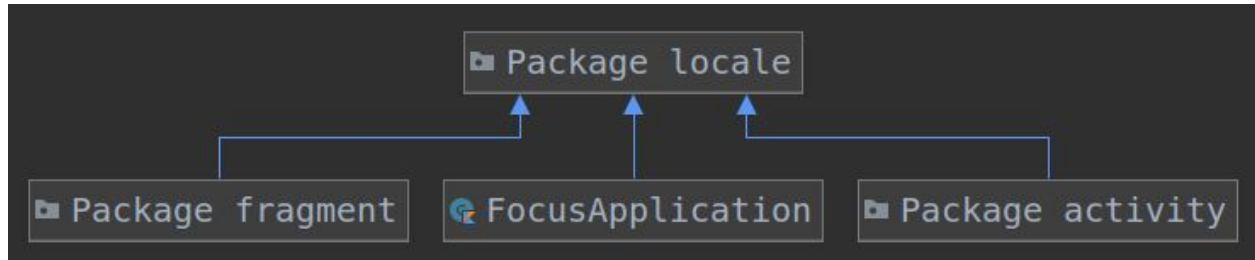 Package locale
Package fragment
FocusApplication
Package activity